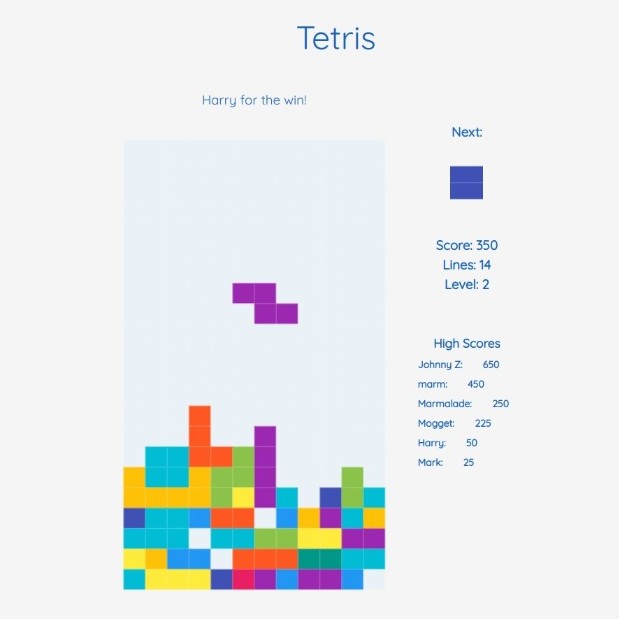 Tetris
Harry for the win!
Next:
Score: 350
Lines: 14
Level: 2
High Scores
Johnny Z: 650
marm: 450
Marmalade: 250
Mogget: 225
Harry: 50
Mark: 25